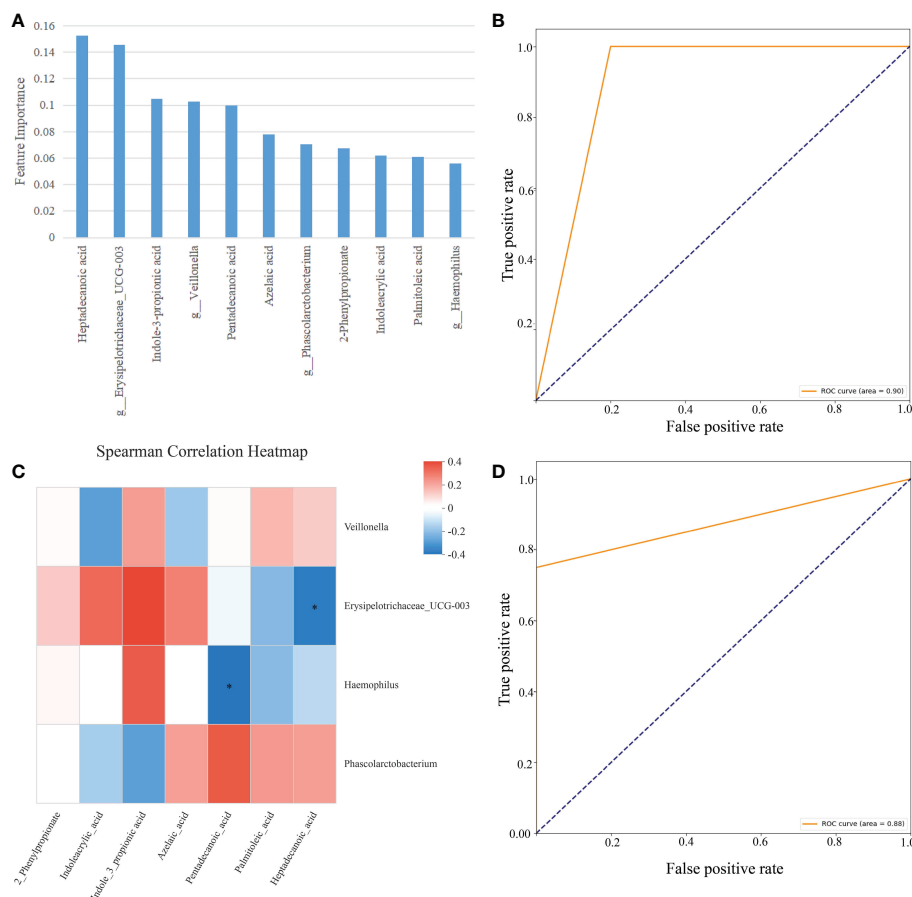 A
0.16
0.14
0.12
0.1
0.08
0.06
0.04
0.02
0
Feature Importance
Heptadecanoic acid
g__Erysipelotrichaceae_UCG-003
Indole-3-propionic acid
g__Veillonella
Pentadecanoic acid
Azelaic acid
g__Phascolarctobacterium
2-Phenylpropionate
Indoleacrylic acid
Palmitoleic acid
g__Haemophilus
B
1.0
0.8
0.6
0.4
0.2
True positive rate
0.2
0.4
0.6
0.8
1.0
False positive rate
ROC curve (area = 0.90)
C
Spearman Correlation Heatmap
0.4
0.2
0
-0.2
-0.4
Veillonella
Erysipelotrichaceae_UCG-003
*
Haemophilus
*
Phascolarctobacterium
2_Phenylpropionate
Indoleacrylic_acid
Indole_3_propionic acid
Azelaic_acid
Pentadecanoic_acid
Palmitoleic_acid
Heptadecanoic_acid
D
1.0
0.8
0.6
0.4
0.2
0.00
True positive rate
0.2
0.4
0.6
0.8
1.0
False positive rate
ROC curve (area = 0.88)